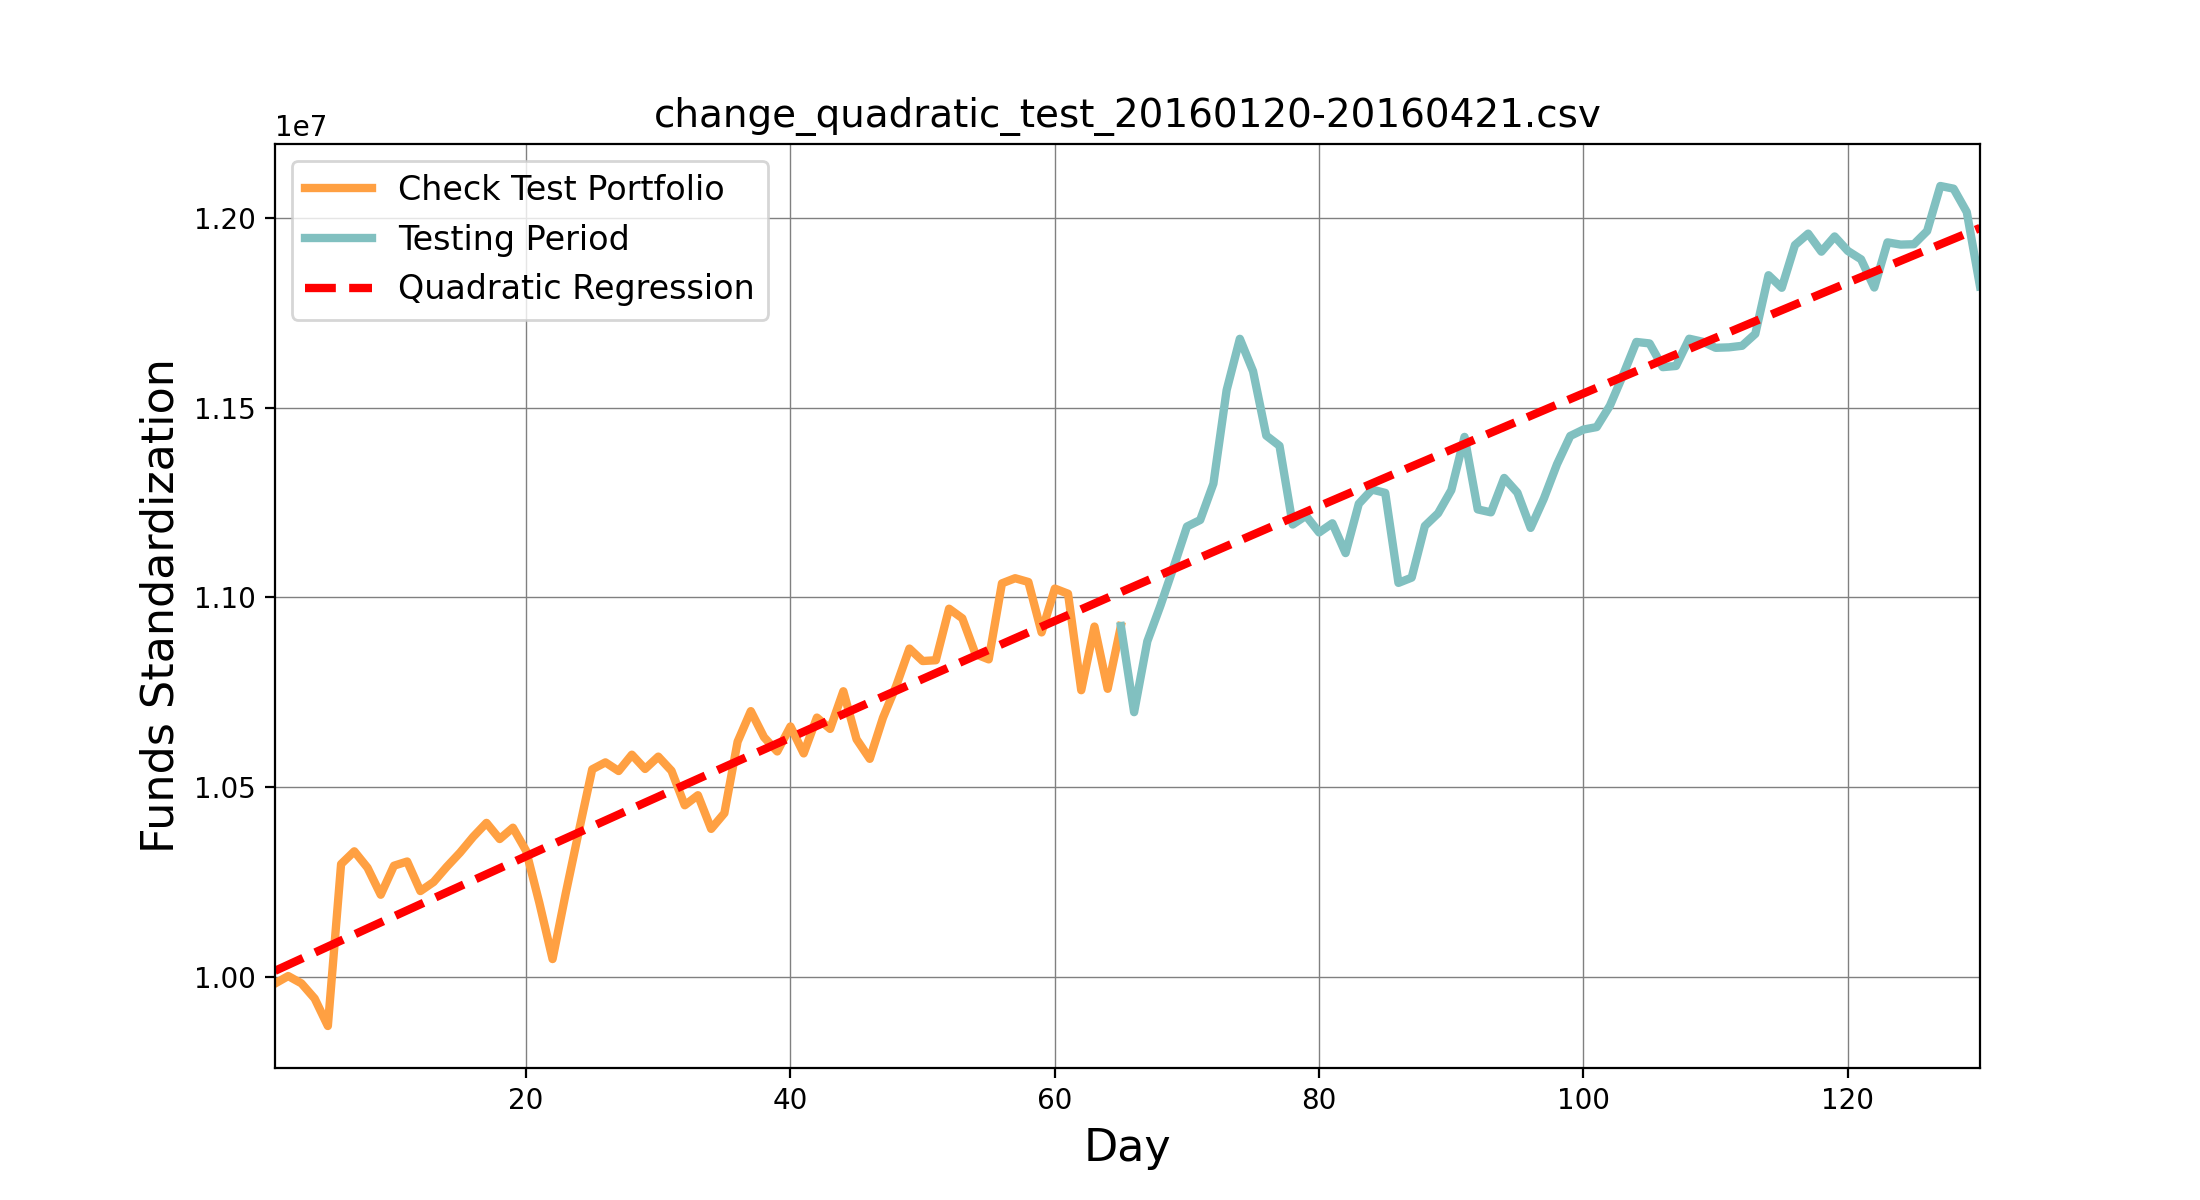 change_quadratic_test_20160120-20160421.csv
1e7
Check Test Portfolio
Testing Period
Quadratic Regression
1.20
1.15
1.10
1.05
1.00
Funds Standardization
20 40 60 80 100 120
Day